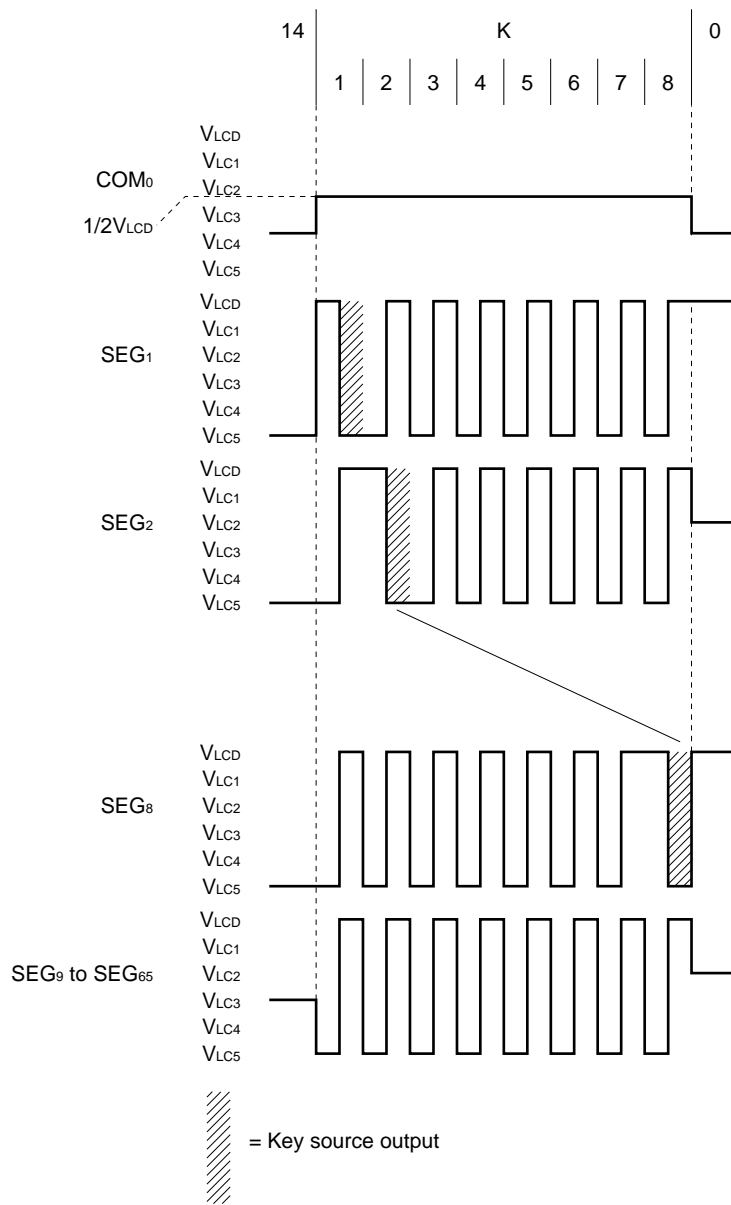 14 K 0
1 2 3 4 5 6 7 8
VLCD
VLC1
COM0
VLC2
1/2VLCD
VLC3
VLC4
VLC5
VLCD
VLC1
SEG1
VLC2
VLC3
VLC4
VLC5
VLCD
VLC1
SEG2
VLC2
VLC3
VLC4
VLC5
VLCD
VLC1
SEG8
VLC2
VLC3
VLC4
VLC5
VLCD
VLC1
SEG9 to SEG65
VLC2
VLC3
VLC4
VLC5
= Key source output